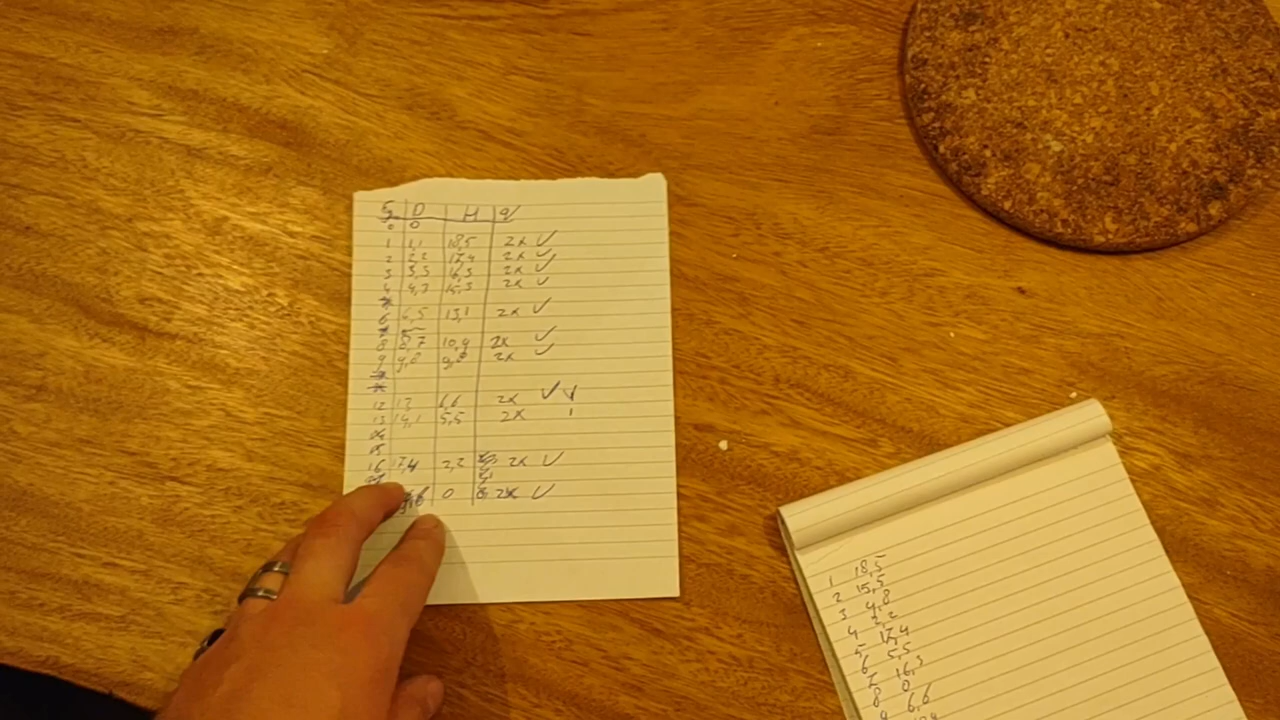 D H
0 0
1 1,1 18,5 2x ✓
2 2,2 17,4 2x ✓
3 3,3 16,3 2x ✓
4 4,3 15,3 2x ✓
6 6,5 13,1 2x ✓
8 8,7 10,9 2x ✓
9 9,8 9,8 2x ✓
12 13 6,6 2x ✓
13 14,1 5,5 2x
16 17,4 2,2 2x ✓
0 2x ✓
1 18,5
2 15,5
3 9,8
4 2,2
5 17,4
6 5,5
7 16,3
8 0
9 6,6